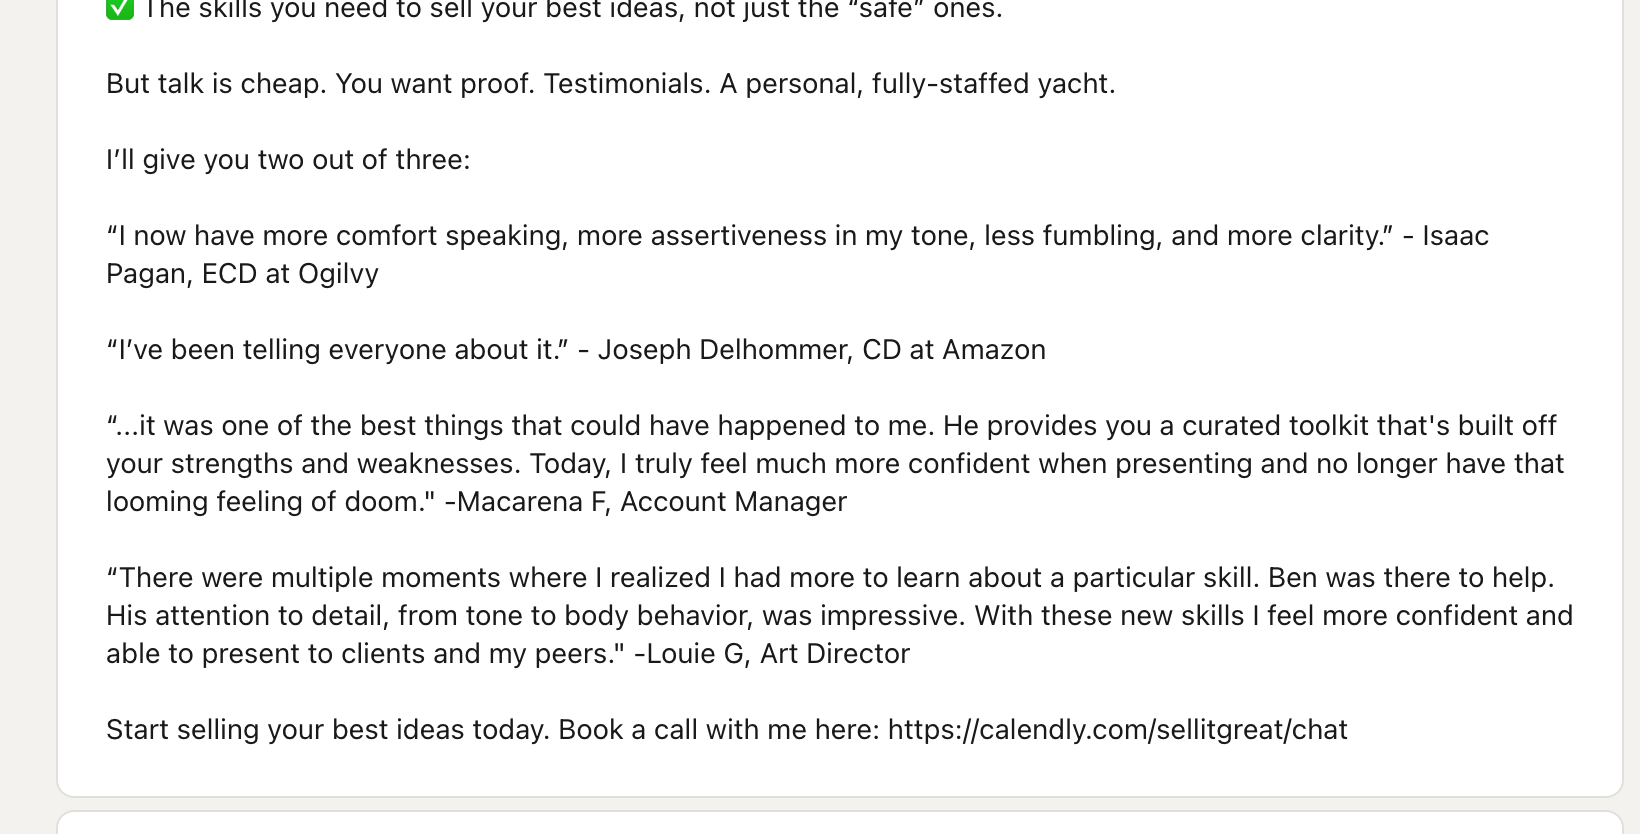 ✅ The skills you need to sell your best ideas, not just the “safe” ones.
But talk is cheap. You want proof. Testimonials. A personal, fully-staffed yacht.
I’ll give you two out of three:
“I now have more comfort speaking, more assertiveness in my tone, less fumbling, and more clarity.” - Isaac
Pagan, ECD at Ogilvy
“I’ve been telling everyone about it.” - Joseph Delhommer, CD at Amazon
“...it was one of the best things that could have happened to me. He provides you a curated toolkit that's built off
your strengths and weaknesses. Today, I truly feel much more confident when presenting and no longer have that
looming feeling of doom." -Macarena F, Account Manager
“There were multiple moments where I realized I had more to learn about a particular skill. Ben was there to help.
His attention to detail, from tone to body behavior, was impressive. With these new skills I feel more confident and
able to present to clients and my peers." -Louie G, Art Director
Start selling your best ideas today. Book a call with me here: https://calendly.com/sellitgreat/chat